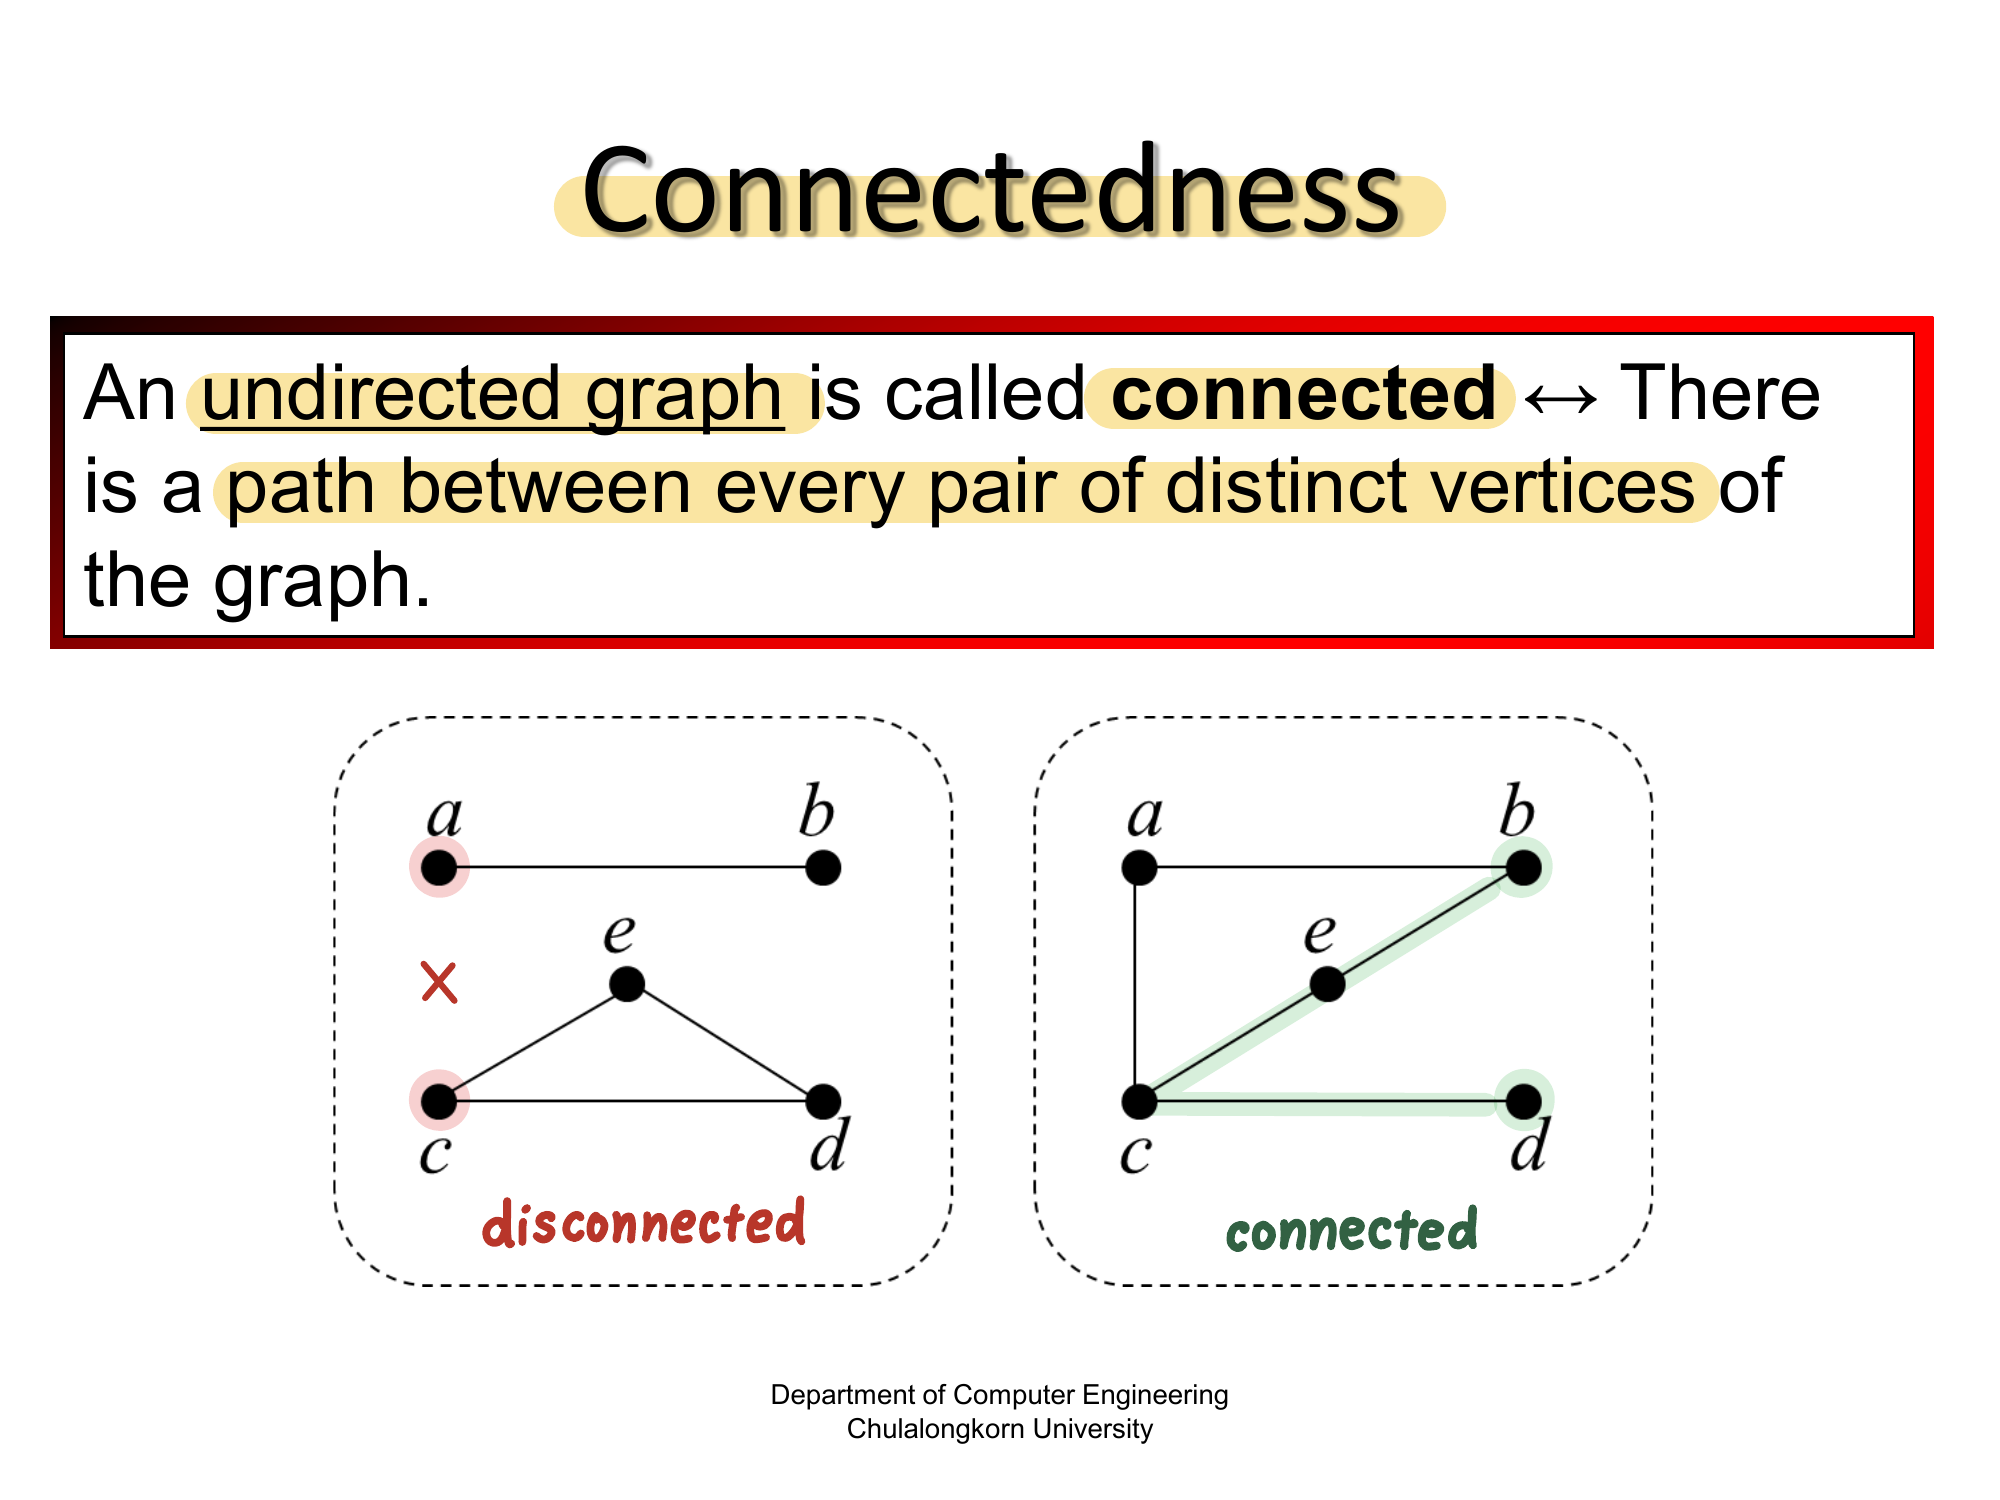 Connectedness
An undirected graph is called connected ↔ There
is a path between every pair of distinct vertices of
the graph.
a b
e
×
c d
disconnected
a b
e
c d
connected
Department of Computer Engineering
Chulalongkorn University